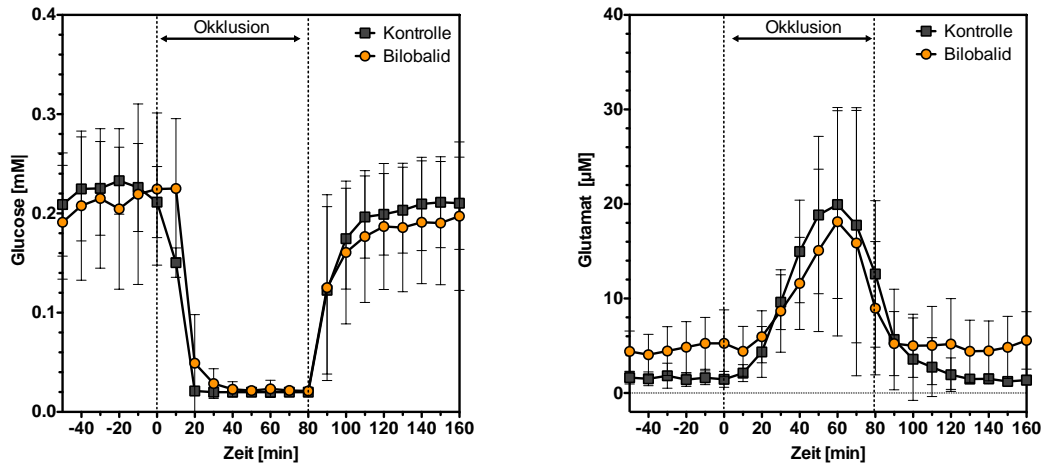 Okklusion
Kontrolle
Bilobalid
0.4
0.3
0.2
0.1
0.0
Glucose [mM]
-40 -20 0 20 40 60 80 100 120 140 160
Zeit [min]
Okklusion
Kontrolle
Bilobalid
40
30
20
10
0
Glutamat [µM]
-40 -20 0 20 40 60 80 100 120 140 160
Zeit [min]